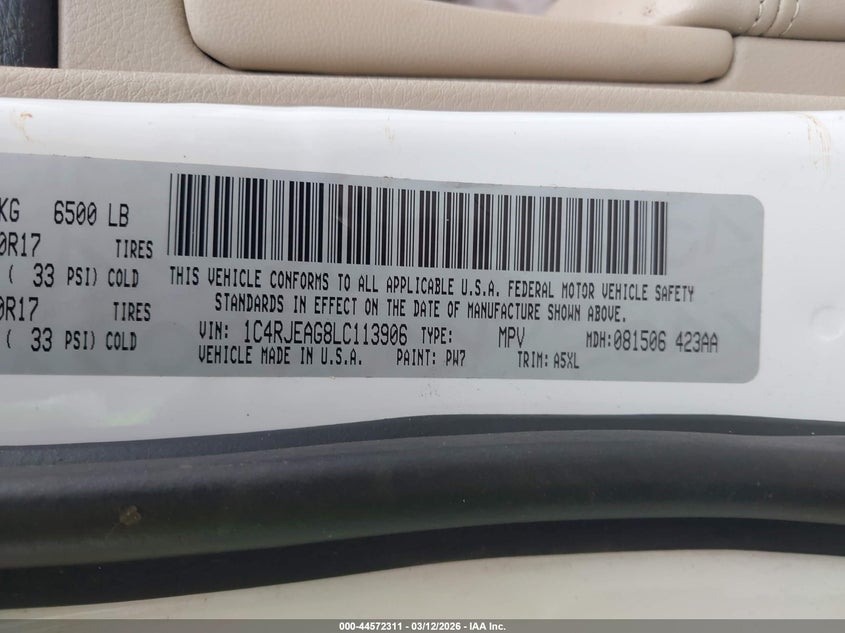 KG 6500 LB
0R17 TIRES
( 33 PSI) COLD
0R17 TIRES
( 33 PSI) COLD
THIS VEHICLE CONFORMS TO ALL APPLICABLE U.S.A. FEDERAL MOTOR VEHICLE SAFETY
STANDARDS IN EFFECT ON THE DATE OF MANUFACTURE SHOWN ABOVE.
VIN: 1C4RJEAG8LC113906 TYPE: MPV MDH:081506 423AA
VEHICLE MADE IN U.S.A. PAINT: PW7 TRIM: A5XL
000-44572311 - 03/12/2026 - IAA Inc.